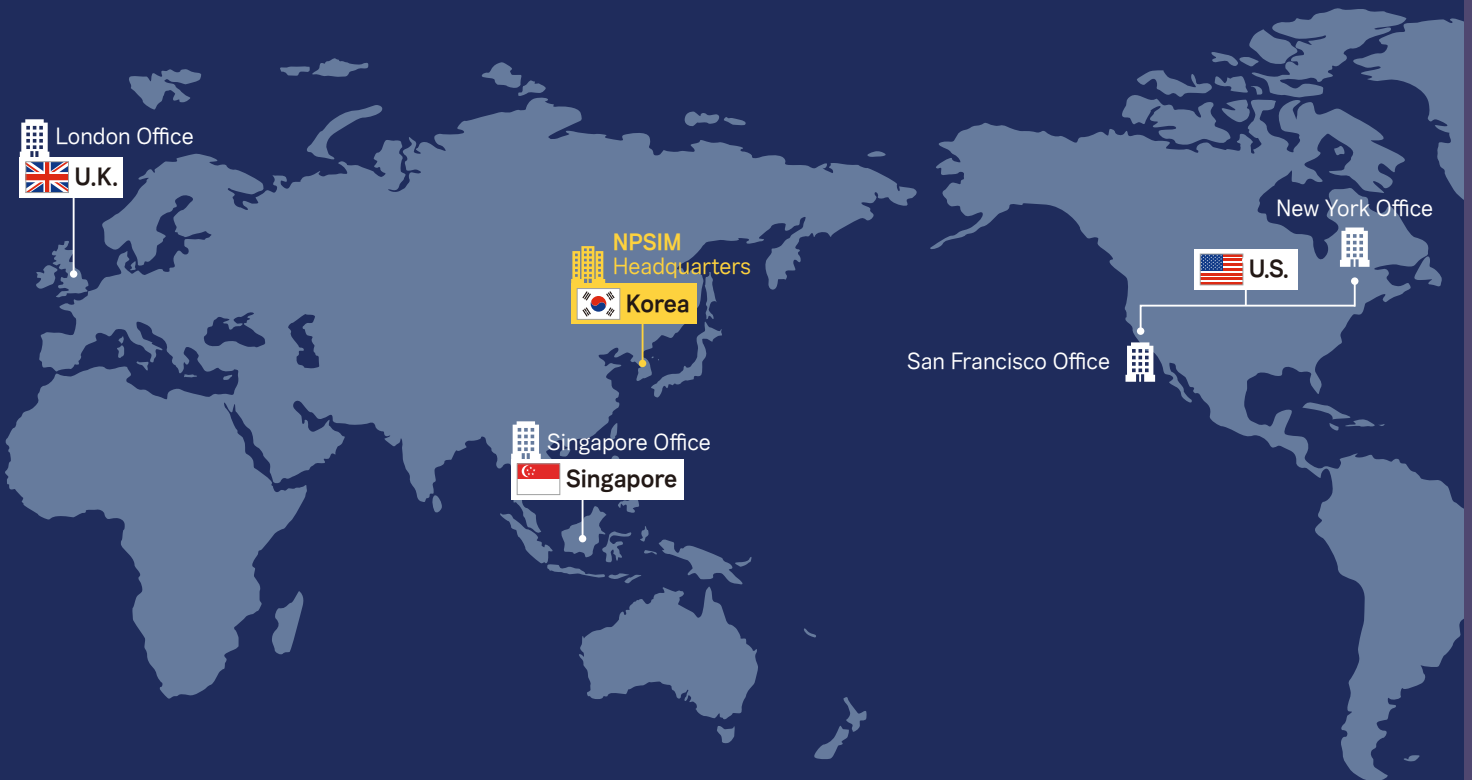 London Office
U.K.
NPSIM
Headquarters
Korea
Singapore Office
Singapore
New York Office
U.S.
San Francisco Office